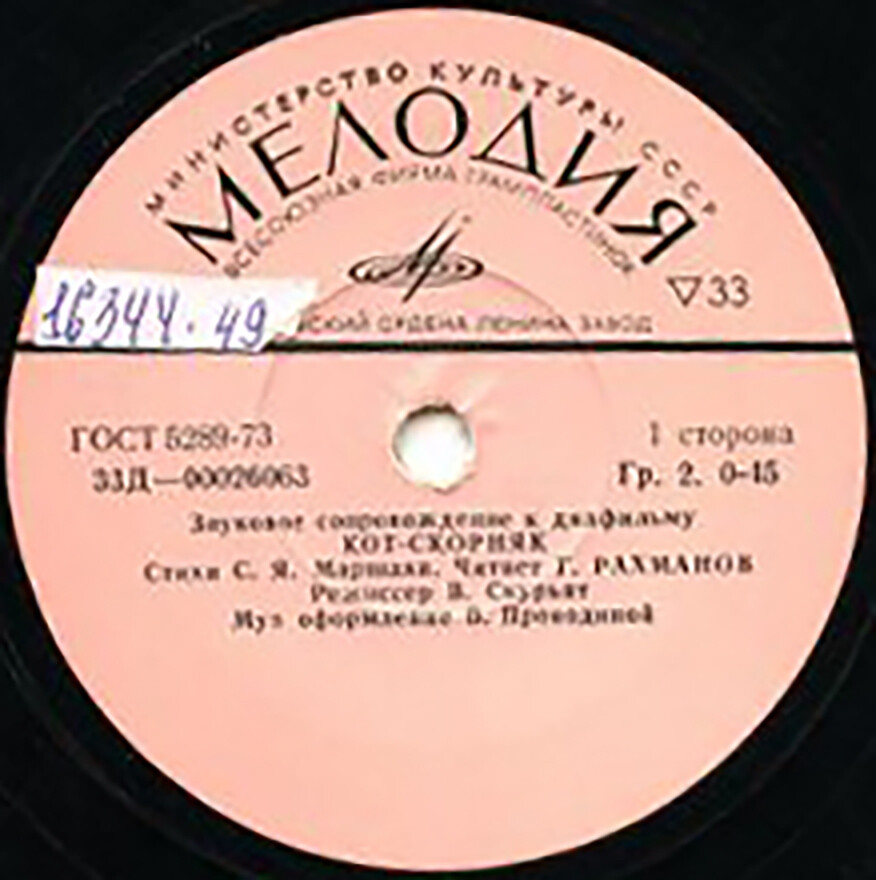 МИНИСТЕРСТВО КУЛЬТУРЫ СССР
МЕЛОДИЯ
ВСЕСОЮЗНАЯ ФИРМА ГРАМПЛАСТИНОК
▽33
16344.49
ОРДЕНА ЛЕНИНА ЗАВОД
ГОСТ 5289-73
1 сторона
33Д—00026063
Гр. 2. 0-45
Звуковое сопровождение к диафильму
КОТ-СКОРНЯК
Стихи С. Я. Маршака. Читает Г. РАХМАНОВ
Режиссер В. Скурьят
Муз оформление Проводиной